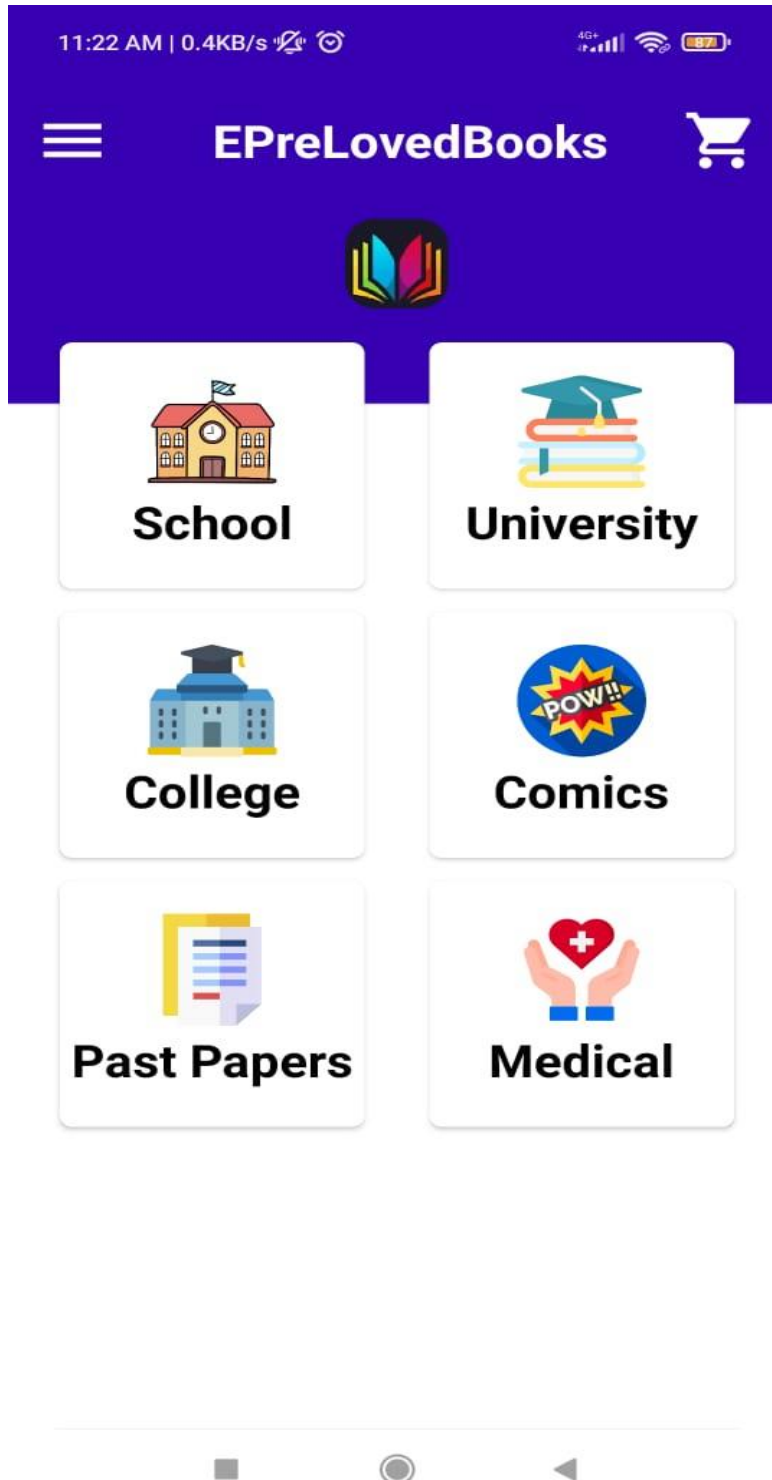 11:22 AM | 0.4KB/s 4G+ 87
EPreLovedBooks
School University
College Comics
POW!!
Past Papers Medical